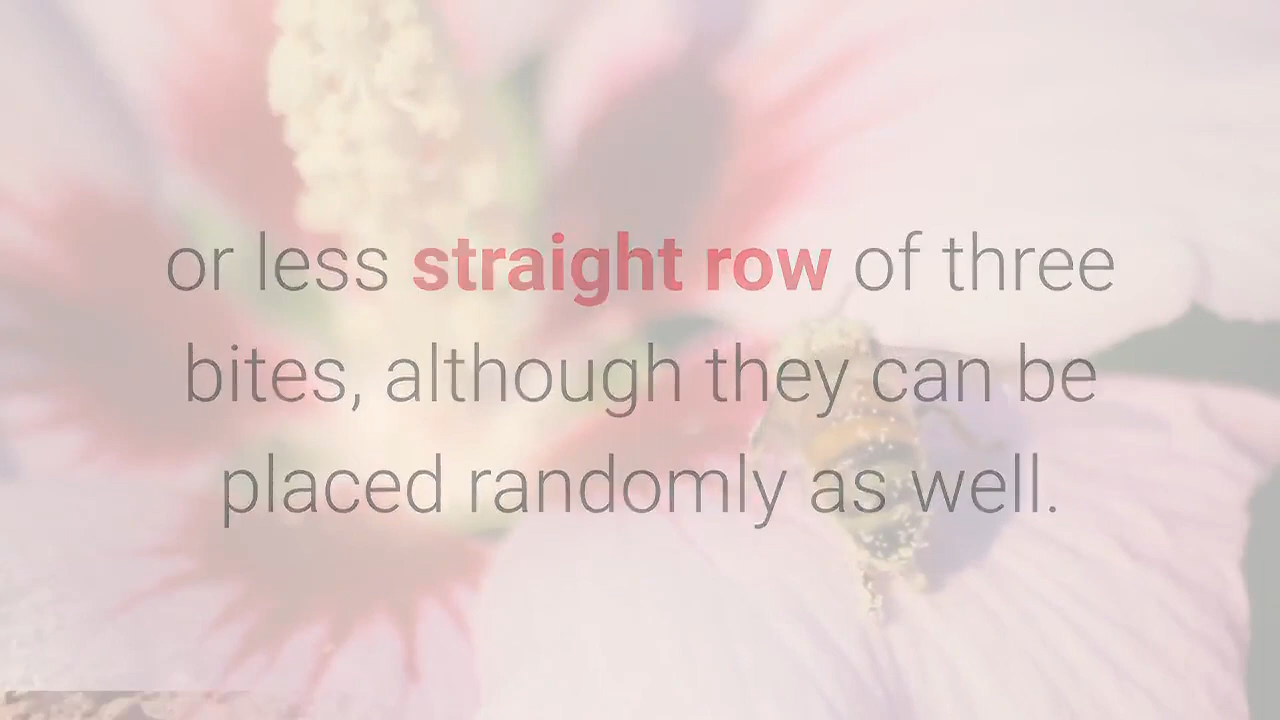 or less straight row of three
bites, although they can be
placed randomly as well.